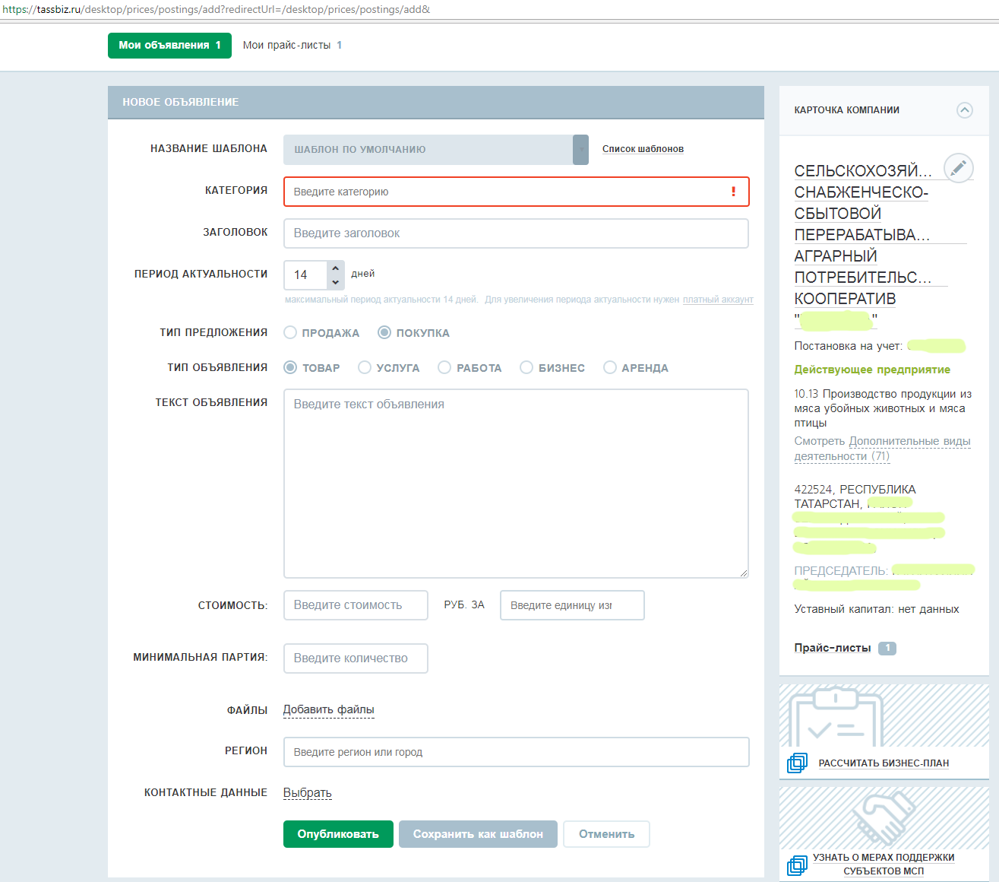 https://tassbiz.ru/desktop/prices/postings/add?redirectUrl=/desktop/prices/postings/add&
Мои объявления 1
Мои прайс-листы 1
НОВОЕ ОБЪЯВЛЕНИЕ
НАЗВАНИЕ ШАБЛОНА
ШАБЛОН ПО УМОЛЧАНИЮ
Список шаблонов
КАТЕГОРИЯ
Введите категорию
!
ЗАГОЛОВОК
Введите заголовок
ПЕРИОД АКТУАЛЬНОСТИ
14
дней
максимальный период актуальности 14 дней. Для увеличения периода актуальности нужен платный аккаунт
ТИП ПРЕДЛОЖЕНИЯ
ПРОДАЖА
ПОКУПКА
ТИП ОБЪЯВЛЕНИЯ
ТОВАР
УСЛУГА
РАБОТА
БИЗНЕС
АРЕНДА
ТЕКСТ ОБЪЯВЛЕНИЯ
Введите текст объявления
СТОИМОСТЬ:
Введите стоимость
РУБ. ЗА
Введите единицу изм
МИНИМАЛЬНАЯ ПАРТИЯ:
Введите количество
ФАЙЛЫ
Добавить файлы
РЕГИОН
Введите регион или город
КОНТАКТНЫЕ ДАННЫЕ
Выбрать
Опубликовать
Сохранить как шаблон
Отменить
КАРТОЧКА КОМПАНИИ
СЕЛЬСКОХОЗЯЙ...
СНАБЖЕНЧЕСКО-
СБЫТОВОЙ
ПЕРЕРАБАТЫВА...
АГРАРНЫЙ
ПОТРЕБИТЕЛЬС...
КООПЕРАТИВ
" "
Постановка на учет:
Действующее предприятие
10.13 Производство продукции из
мяса убойных животных и мяса
птицы
Смотреть Дополнительные виды
деятельности (71)
422524, РЕСПУБЛИКА
ТАТАРСТАН,
ПРЕДСЕДАТЕЛЬ:
Уставный капитал: нет данных
Прайс-листы 1
РАССЧИТАТЬ БИЗНЕС-ПЛАН
УЗНАТЬ О МЕРАХ ПОДДЕРЖКИ
СУБЪЕКТОВ МСП